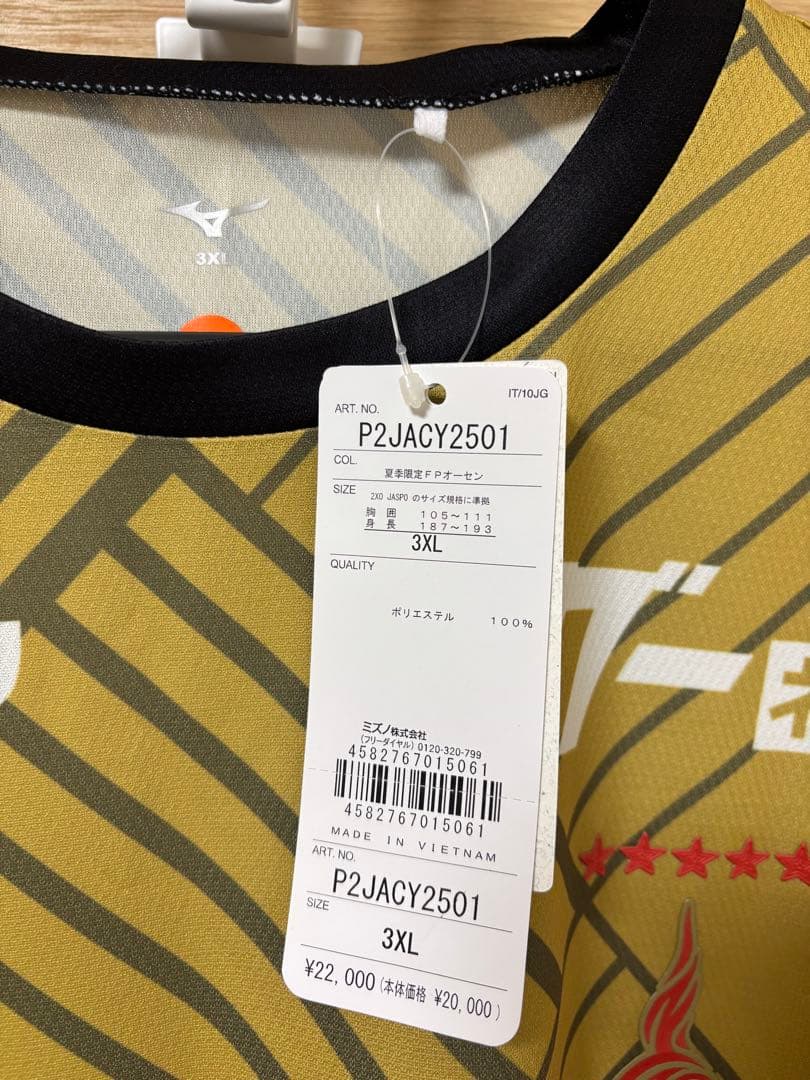 3XL
IT/10JG
ART. NO.
P2JACY2501
COL.
夏季限定FPオーセン
SIZE
2XO JASPO のサイズ規格に準拠
胸 囲 105～111
身 長 187～193
3XL
QUALITY
ポリエステル 100%
ミズノ株式会社
(フリーダイヤル) 0120-320-799
4582767015061
4582767015061
MADE IN VIETNAM
ART. NO.
P2JACY2501
SIZE
3XL
¥22,000 (本体価格 ¥20,000)
グー